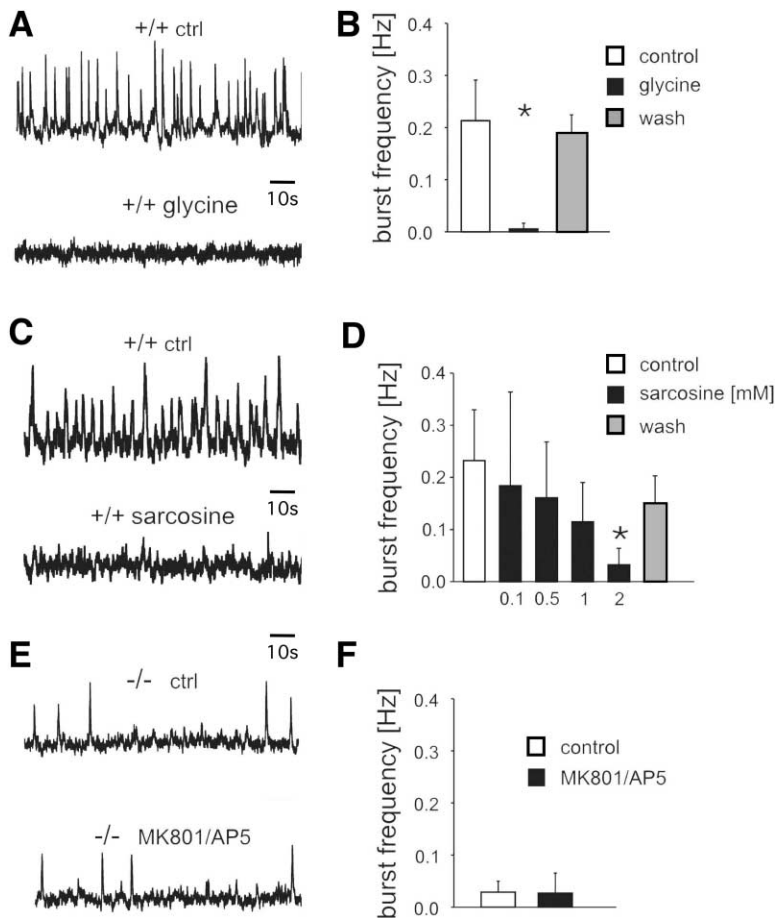 A
+/+ ctrl
10s
+/+ glycine
B
burst frequency [Hz]
0.4
0.3
0.2
0.1
0.0
*
control
glycine
wash
C
+/+ ctrl
10s
+/+ sarcosine
D
burst frequency [Hz]
0.4
0.3
0.2
0.1
0.0
*
0.1 0.5 1 2
control
sarcosine [mM]
wash
E
10s
-/- ctrl
-/- MK801/AP5
F
burst frequency [Hz]
0.4
0.3
0.2
0.1
0.0
control
MK801/AP5